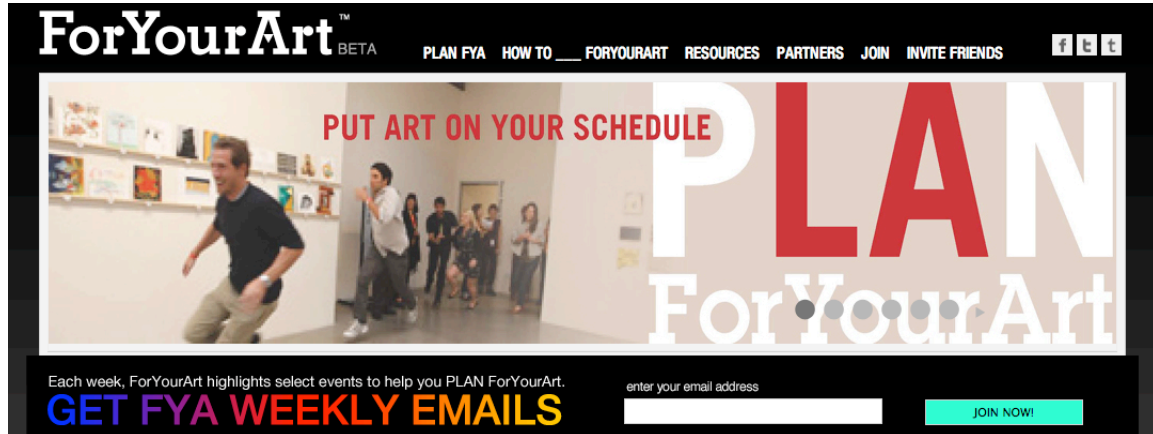 ForYourArt™ BETA
PLAN FYA HOW TO ___ FORYOURART RESOURCES PARTNERS JOIN INVITE FRIENDS
f t t
PUT ART ON YOUR SCHEDULE
PLAN
ForYourArt
Each week, ForYourArt highlights select events to help you PLAN ForYourArt.
GET FYA WEEKLY EMAILS
enter your email address
JOIN NOW!